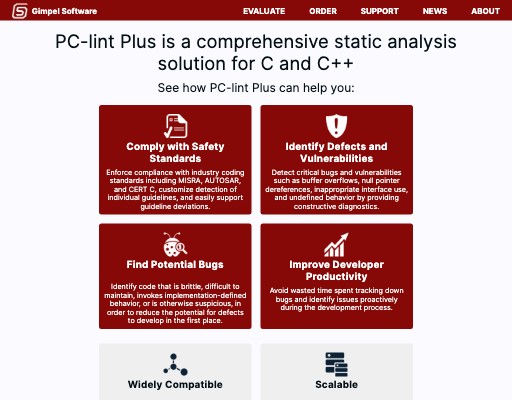 Gimpel Software
EVALUATE ORDER SUPPORT NEWS ABOUT
PC-lint Plus is a comprehensive static analysis
solution for C and C++
See how PC-lint Plus can help you:
Comply with Safety
Standards
Enforce compliance with industry coding
standards including MISRA, AUTOSAR,
and CERT C, customize detection of
individual guidelines, and easily support
guideline deviations.
Identify Defects and
Vulnerabilities
Detect critical bugs and vulnerabilities
such as buffer overflows, null pointer
dereferences, inappropriate interface use,
and undefined behavior by providing
constructive diagnostics.
Find Potential Bugs
Identify code that is brittle, difficult to
maintain, invokes implementation-defined
behavior, or is otherwise suspicious, in
order to reduce the potential for defects
to develop in the first place.
Improve Developer
Productivity
Avoid wasted time spent tracking down
bugs and identify issues proactively
during the development process.
Widely Compatible
Scalable